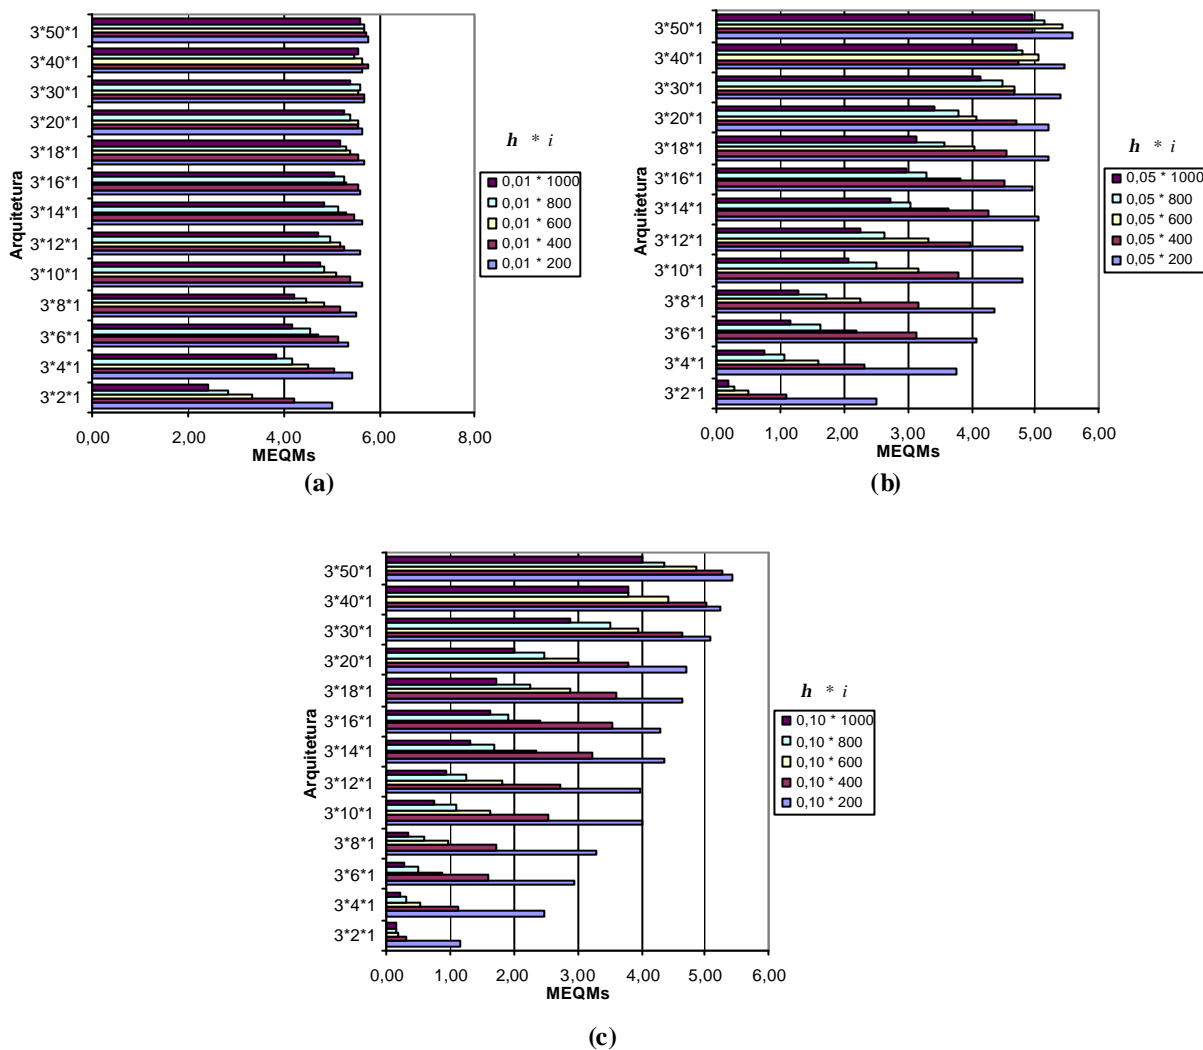 Arquitetura
3*50*1
3*40*1
3*30*1
3*20*1
3*18*1
3*16*1
3*14*1
3*12*1
3*10*1
3*8*1
3*6*1
3*4*1
3*2*1
0,00 2,00 4,00 6,00 8,00
MEQMs
h * i
0,01 * 1000
0,01 * 800
0,01 * 600
0,01 * 400
0,01 * 200
(a)
Arquitetura
3*50*1
3*40*1
3*30*1
3*20*1
3*18*1
3*16*1
3*14*1
3*12*1
3*10*1
3*8*1
3*6*1
3*4*1
3*2*1
0,00 1,00 2,00 3,00 4,00 5,00 6,00
MEQMs
h * i
0,05 * 1000
0,05 * 800
0,05 * 600
0,05 * 400
0,05 * 200
(b)
Arquitetura
3*50*1
3*40*1
3*30*1
3*20*1
3*18*1
3*16*1
3*14*1
3*12*1
3*10*1
3*8*1
3*6*1
3*4*1
3*2*1
0,00 1,00 2,00 3,00 4,00 5,00 6,00
MEQMs
h * i
0,10 * 1000
0,10 * 800
0,10 * 600
0,10 * 400
0,10 * 200
(c)